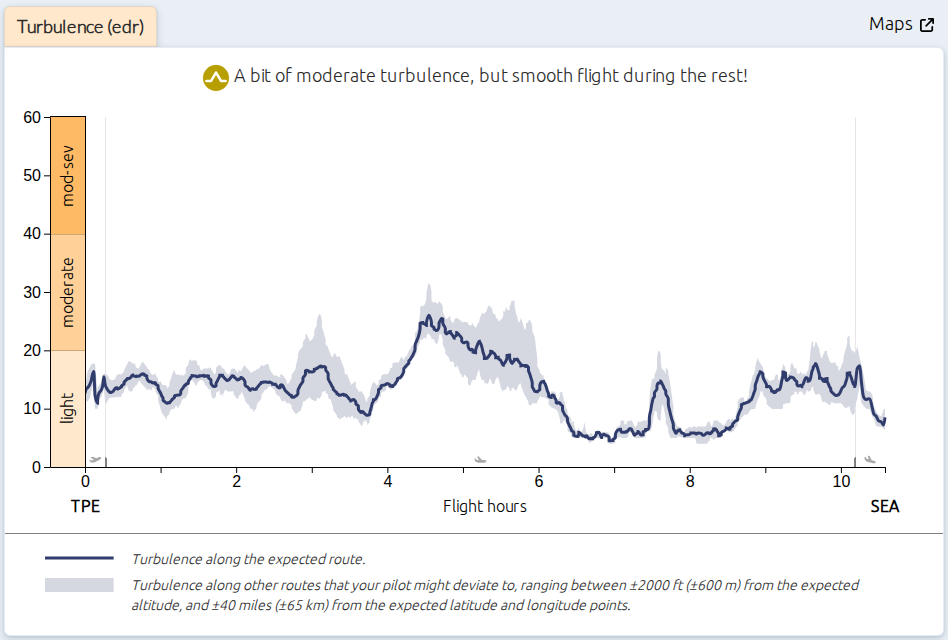 Turbulence (edr)
Maps
A bit of moderate turbulence, but smooth flight during the rest!
60
50
40
30
20
10
0
mod-sev
moderate
light
0 2 4 6 8 10
TPE Flight hours SEA
Turbulence along the expected route.
Turbulence along other routes that your pilot might deviate to, ranging between ±2000 ft (±600 m) from the expected
altitude, and ±40 miles (±65 km) from the expected latitude and longitude points.